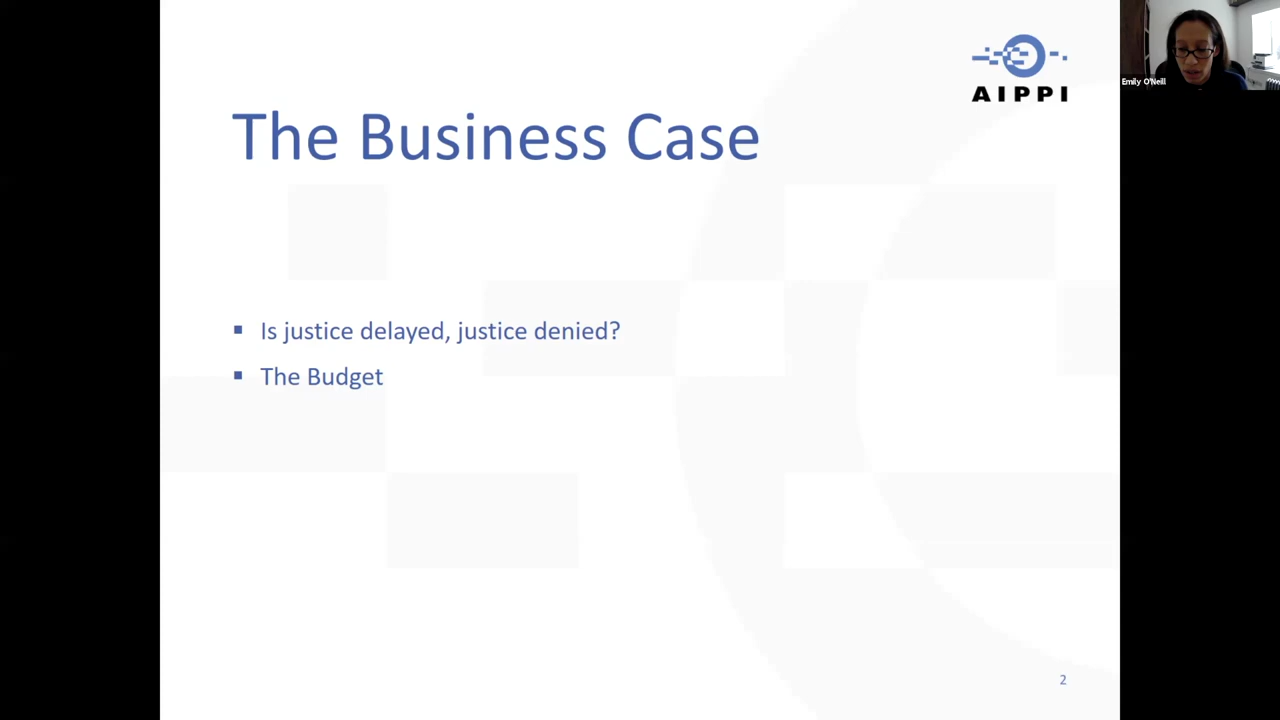 AIPPI
Emily O'Neill
The Business Case
▪ Is justice delayed, justice denied?
▪ The Budget
2